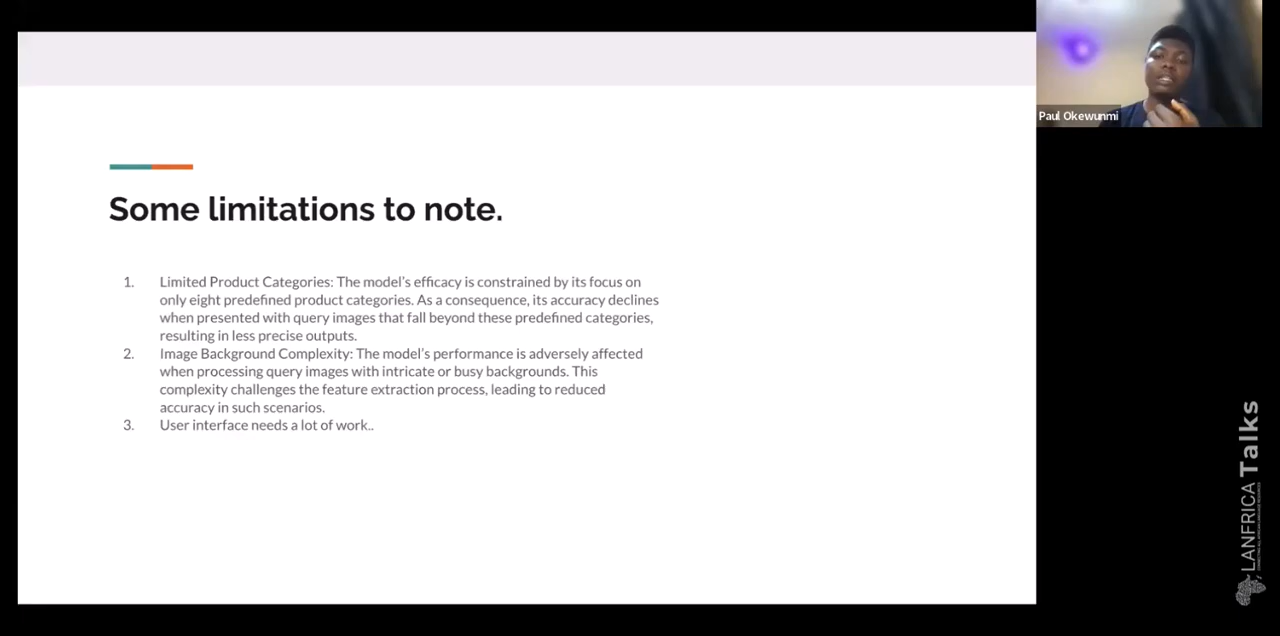 Paul Okewunmi
Some limitations to note.
1. Limited Product Categories: The model's efficacy is constrained by its focus on
only eight predefined product categories. As a consequence, its accuracy declines
when presented with query images that fall beyond these predefined categories,
resulting in less precise outputs.
2. Image Background Complexity: The model's performance is adversely affected
when processing query images with intricate or busy backgrounds. This
complexity challenges the feature extraction process, leading to reduced
accuracy in such scenarios.
3. User interface needs a lot of work..
LANFRICA Talks